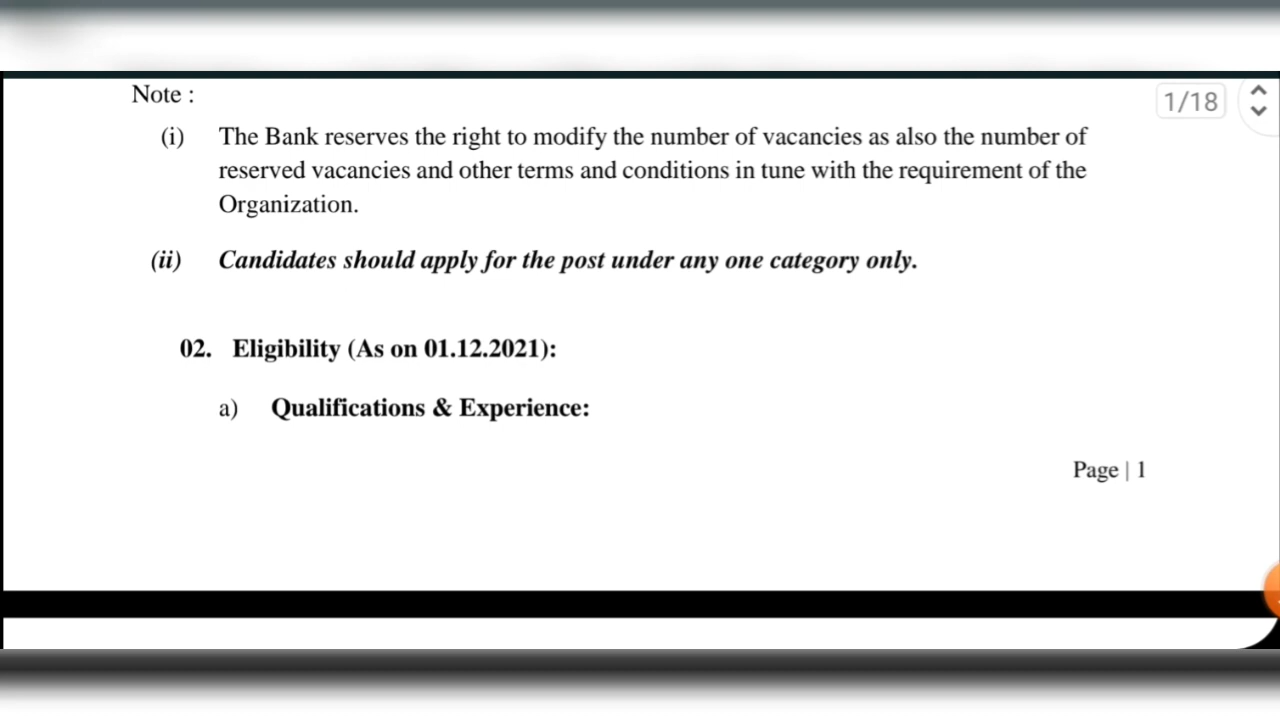 Note :
1/18
(i) The Bank reserves the right to modify the number of vacancies as also the number of
reserved vacancies and other terms and conditions in tune with the requirement of the
Organization.
(ii) Candidates should apply for the post under any one category only.
02. Eligibility (As on 01.12.2021):
a) Qualifications & Experience:
Page | 1